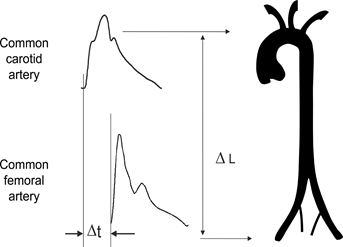 Common
carotid
artery
Δ L
Common
femoral
artery
Δt